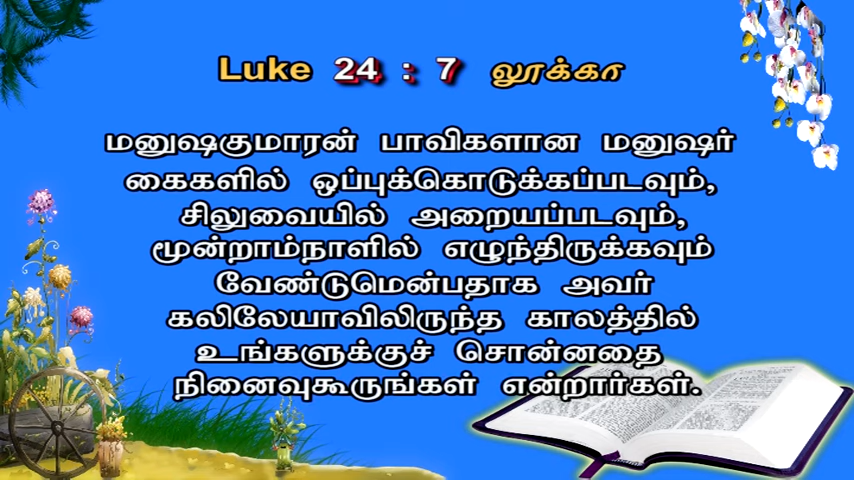 Luke 24 : 7 லூக்கா
மனுஷகுமாரன் பாவிகளான மனுஷர்
கைகளில் ஒப்புக்கொடுக்கப்படவும்,
சிலுவையில் அறையப்படவும்,
மூன்றாம்நாளில் எழுந்திருக்கவும்
வேண்டுமென்பதாக அவர்
கலிலேயாவிலிருந்த காலத்தில்
உங்களுக்குச் சொன்னதை
நினைவுகூருங்கள் என்றார்கள்.